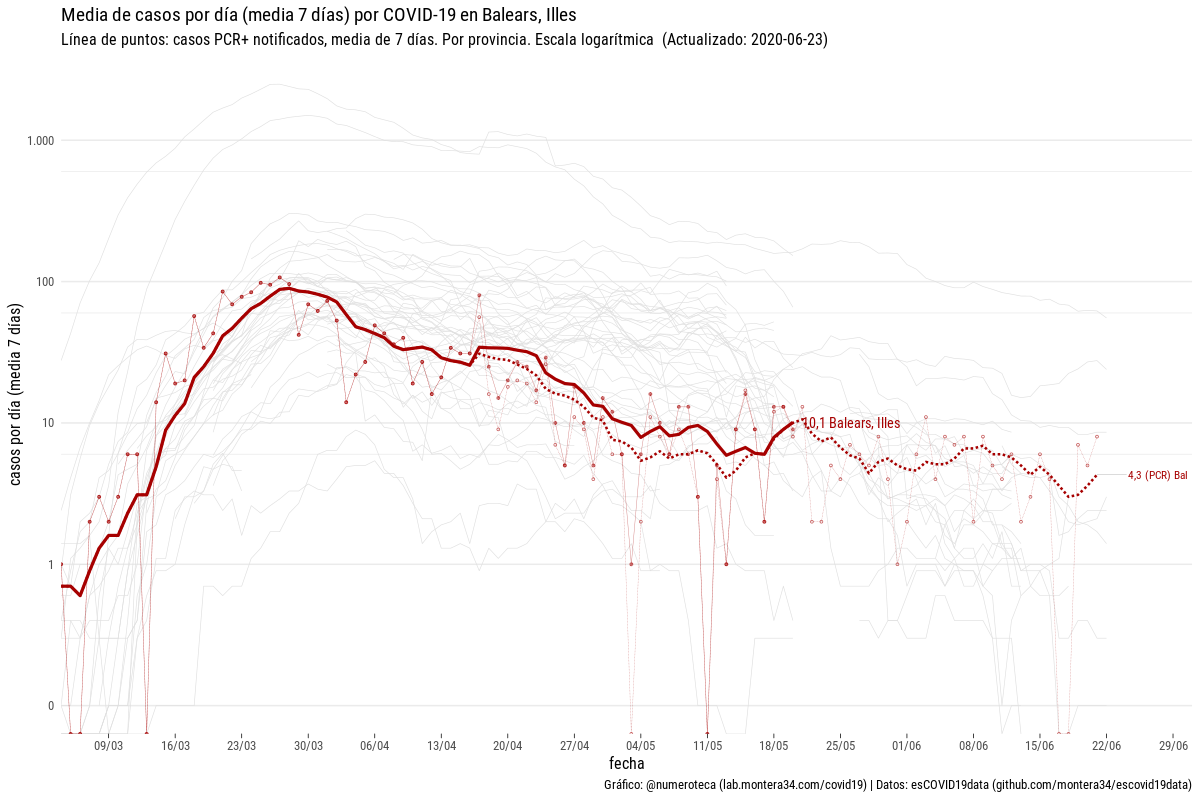 Media de casos por día (media 7 días) por COVID-19 en Balears, Illes
Línea de puntos: casos PCR+ notificados, media de 7 días. Por provincia. Escala logarítmica (Actualizado: 2020-06-23)
casos por día (media 7 días)
1.000
100
10
1
0
10,1 Balears, Illes
4,3 (PCR) Bal
09/03 16/03 23/03 30/03 06/04 13/04 20/04 27/04 04/05 11/05 18/05 25/05 01/06 08/06 15/06 22/06 29/06
fecha
Gráfico: @numeroteca (lab.montera34.com/covid19) | Datos: esCOVID19data (github.com/montera34/escovid19data)